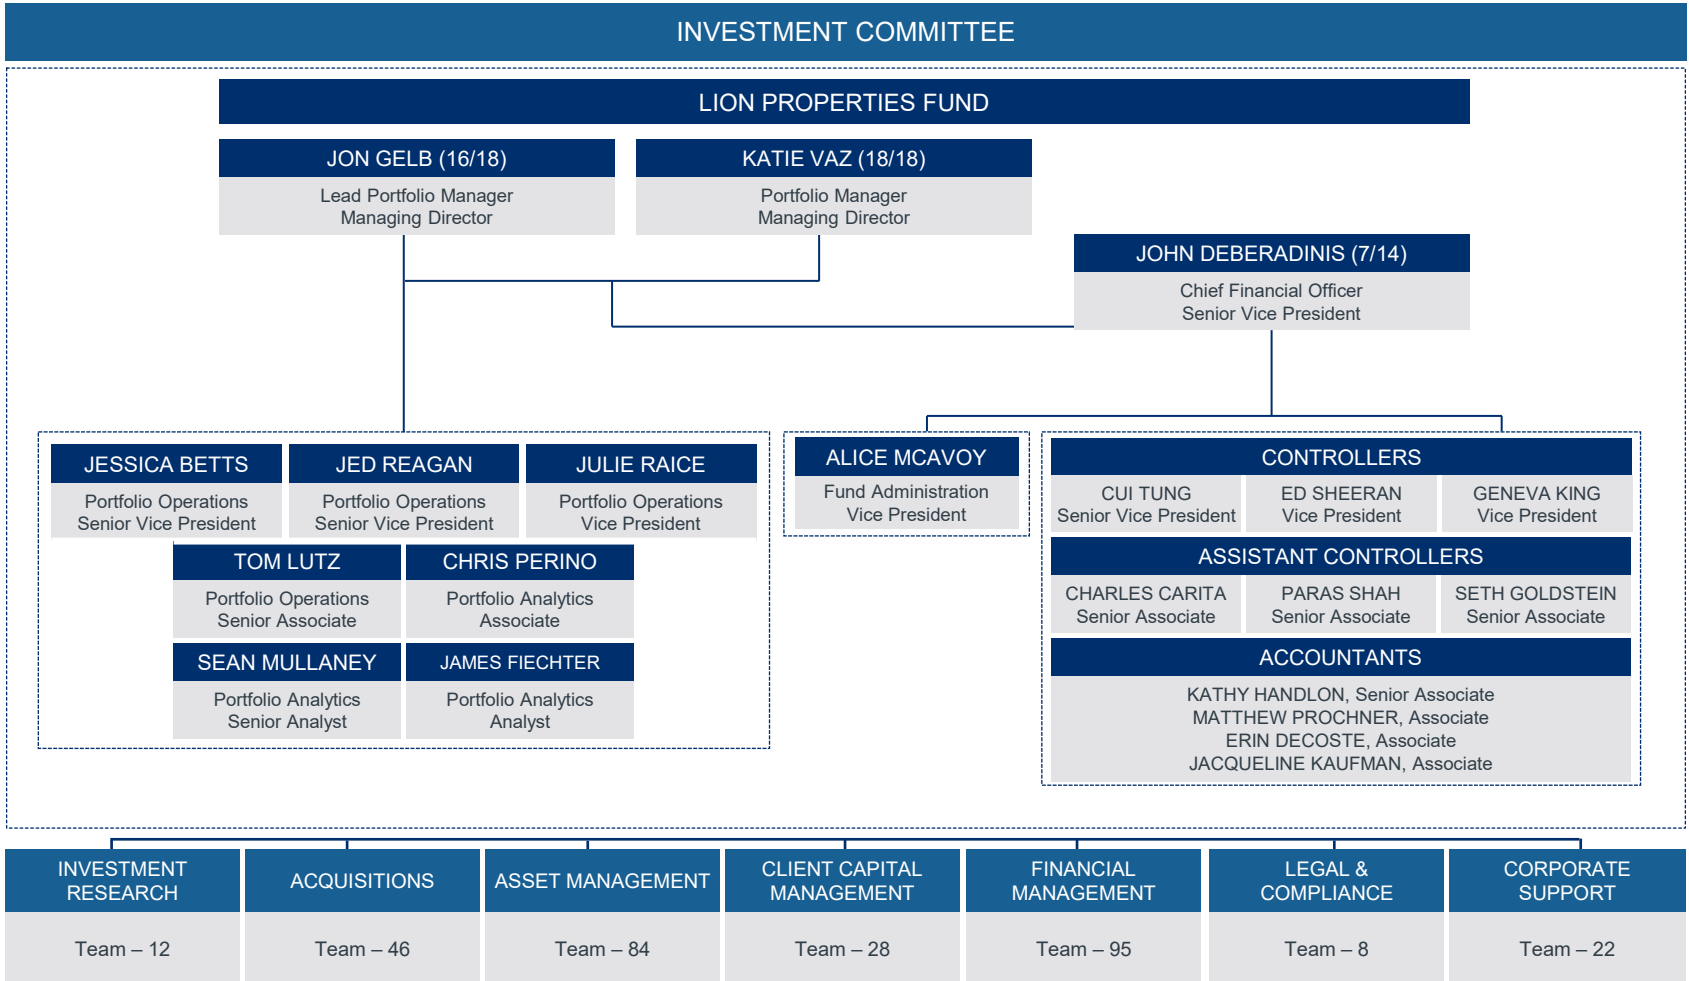 INVESTMENT COMMITTEE
LION PROPERTIES FUND
JON GELB (16/18)
Lead Portfolio Manager
Managing Director
KATIE VAZ (18/18)
Portfolio Manager
Managing Director
JOHN DEBERADINIS (7/14)
Chief Financial Officer
Senior Vice President
JESSICA BETTS
Portfolio Operations
Senior Vice President
JED REAGAN
Portfolio Operations
Senior Vice President
JULIE RAICE
Portfolio Operations
Vice President
TOM LUTZ
Portfolio Operations
Senior Associate
CHRIS PERINO
Portfolio Analytics
Associate
SEAN MULLANEY
Portfolio Analytics
Senior Analyst
JAMES FIECHTER
Portfolio Analytics
Analyst
ALICE MCAVOY
Fund Administration
Vice President
CONTROLLERS
CUI TUNG
Senior Vice President
ED SHEERAN
Vice President
GENEVA KING
Vice President
ASSISTANT CONTROLLERS
CHARLES CARITA
Senior Associate
PARAS SHAH
Senior Associate
SETH GOLDSTEIN
Senior Associate
ACCOUNTANTS
KATHY HANDLON, Senior Associate
MATTHEW PROCHNER, Associate
ERIN DECOSTE, Associate
JACQUELINE KAUFMAN, Associate
INVESTMENT
RESEARCH
Team – 12
ACQUISITIONS
Team – 46
ASSET MANAGEMENT
Team – 84
CLIENT CAPITAL
MANAGEMENT
Team – 28
FINANCIAL
MANAGEMENT
Team – 95
LEGAL &
COMPLIANCE
Team – 8
CORPORATE
SUPPORT
Team – 22